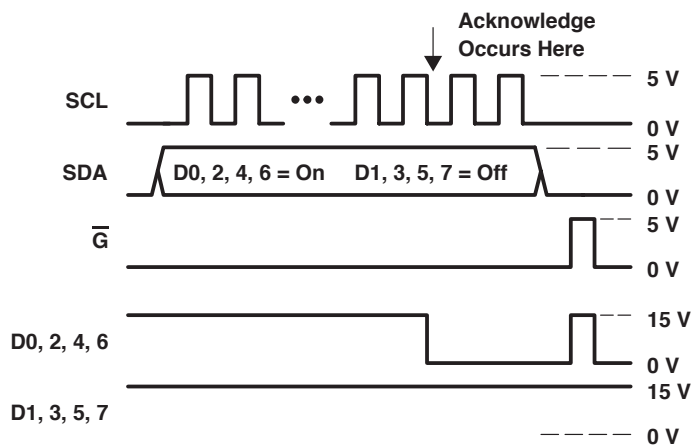 Acknowledge
Occurs Here
5 V
SCL
0 V
5 V
SDA
D0, 2, 4, 6 = On D1, 3, 5, 7 = Off
0 V
5 V
G
0 V
15 V
D0, 2, 4, 6
0 V
15 V
D1, 3, 5, 7
0 V